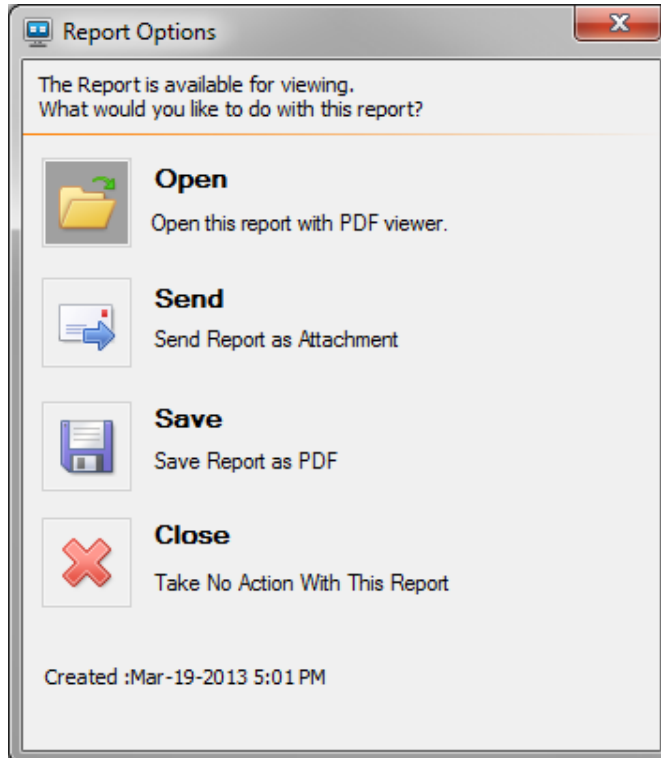 Report Options
The Report is available for viewing.
What would you like to do with this report?
Open
Open this report with PDF viewer.
Send
Send Report as Attachment
Save
Save Report as PDF
Close
Take No Action With This Report
Created :Mar-19-2013 5:01 PM